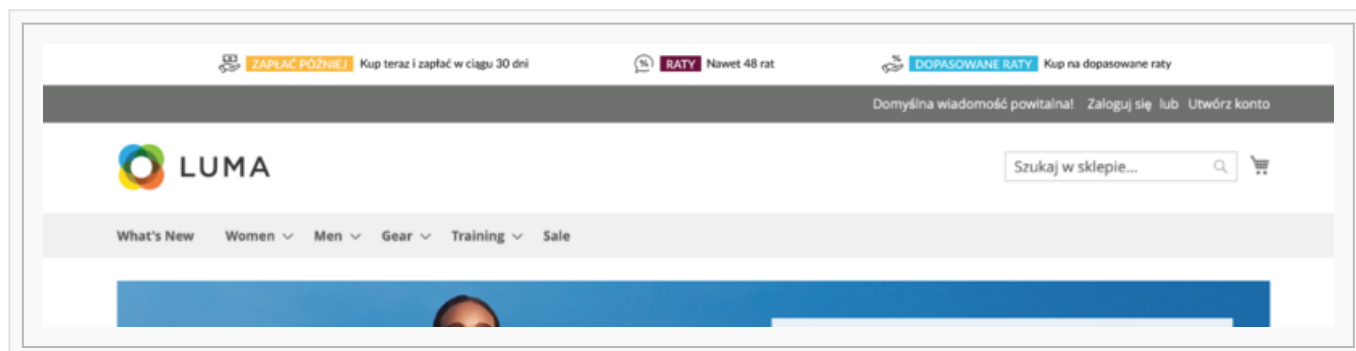 ZAPŁAĆ PÓŹNIEJ Kup teraz i zapłać w ciągu 30 dni % RATY Nawet 48 rat % DOPASOWANE RATY Kup na dopasowane raty
Domyślna wiadomość powitalna! Zaloguj się lub Utwórz konto
LUMA Szukaj w sklepie...
What's New Women Men Gear Training Sale